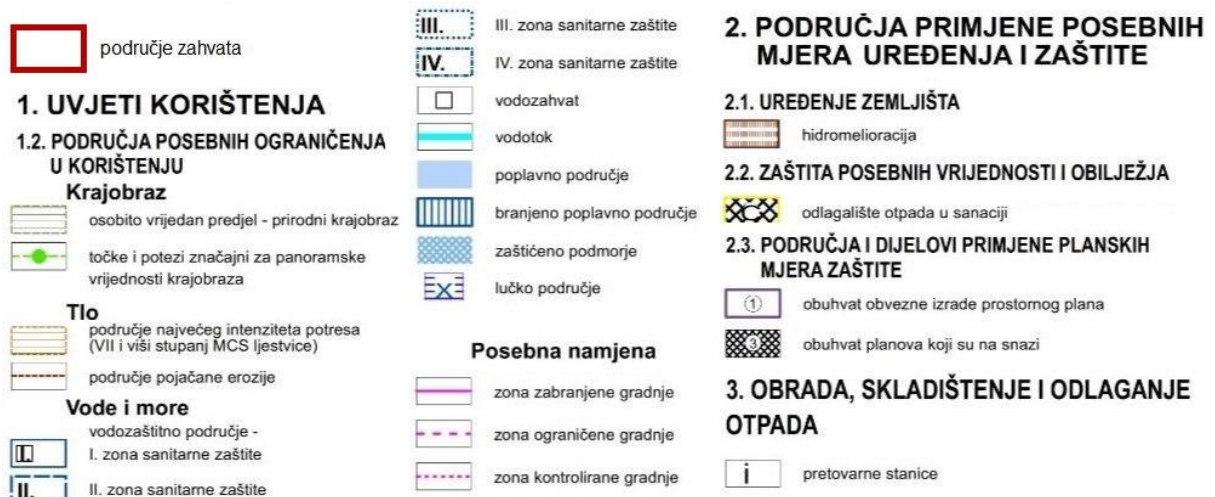 područje zahvata
1. UVJETI KORIŠTENJA
1.2. PODRUČJA POSEBNIH OGRANIČENJA
U KORIŠTENJU
Krajobraz
osobito vrijedan predjel - prirodni krajobraz
točke i potezi značajni za panoramske
vrijednosti krajobraza
Tlo
područje najvećeg intenziteta potresa
(VII i viši stupanj MCS ljestvice)
područje pojačane erozije
Vode i more
vodozaštitno područje -
I. I. zona sanitarne zaštite
II. II. zona sanitarne zaštite
III. III. zona sanitarne zaštite
IV. IV. zona sanitarne zaštite
vodozahvat
vodotok
poplavno područje
branjeno poplavno područje
zaštićeno podmorje
lučko područje
Posebna namjena
zona zabranjene gradnje
zona ograničene gradnje
zona kontrolirane gradnje
2. PODRUČJA PRIMJENE POSEBNIH
MJERA UREĐENJA I ZAŠTITE
2.1. UREĐENJE ZEMLJIŠTA
hidromelioracija
2.2. ZAŠTITA POSEBNIH VRIJEDNOSTI I OBILJEŽJA
C odlagalište otpada u sanaciji
2.3. PODRUČJA I DIJELOVI PRIMJENE PLANSKIH
MJERA ZAŠTITE
1 obuhvat obvezne izrade prostornog plana
3 obuhvat planova koji su na snazi
3. OBRADA, SKLADIŠTENJE I ODLAGANJE
OTPADA
i pretovarne stanice